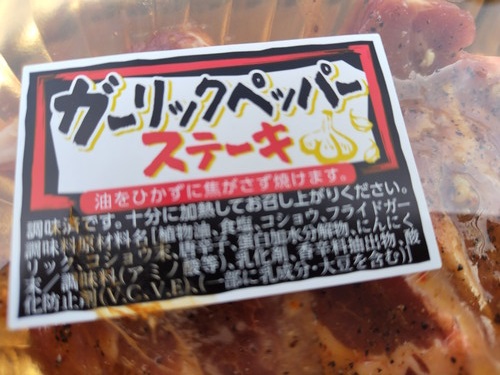 ガーリックペッパー
ステーキ
油をひかずに焦がさず焼けます。
調味済です。十分に加熱してお召し上がりください。
調味料原材料名【植物油、食塩、コショウ、フライドガー
リック、コショウ末、唐辛子、蛋白加水分解物、にんにく
末／調味料(アミノ酸等)、乳化剤、香辛料抽出物、酸
化防止剤(V.C、V.E)、(一部に乳成分・大豆を含む)】